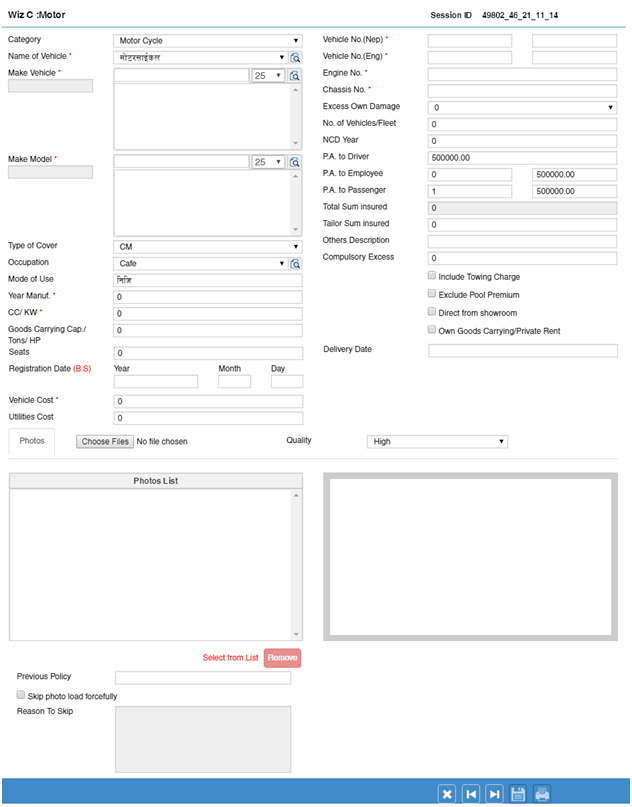 Wiz C :Motor
Session ID 49802_46_21_11_14
Category Motor Cycle
Name of Vehicle * मोटरसाईकल
Make Vehicle * 25
Make Model * 25
Type of Cover CM
Occupation Cafe
Mode of Use निजि
Year Manuf. * 0
CC/ KW * 0
Goods Carrying Cap./ 0
Tons/ HP
Seats 0
Registration Date (B.S) Year Month Day
Vehicle Cost * 0
Utilities Cost 0
Vehicle No.(Nep) *
Vehicle No.(Eng) *
Engine No. *
Chassis No. *
Excess Own Damage 0
No. of Vehicles/Fleet 0
NCD Year 0
P.A. to Driver 500000.00
P.A. to Employee 0 500000.00
P.A. to Passenger 1 500000.00
Total Sum insured 0
Tailor Sum insured 0
Others Description
Compulsory Excess 0
Include Towing Charge
Exclude Pool Premium
Direct from showroom
Own Goods Carrying/Private Rent
Delivery Date
Photos Choose Files No file chosen Quality High
Photos List
Select from List Remove
Previous Policy
Skip photo load forcefully
Reason To Skip